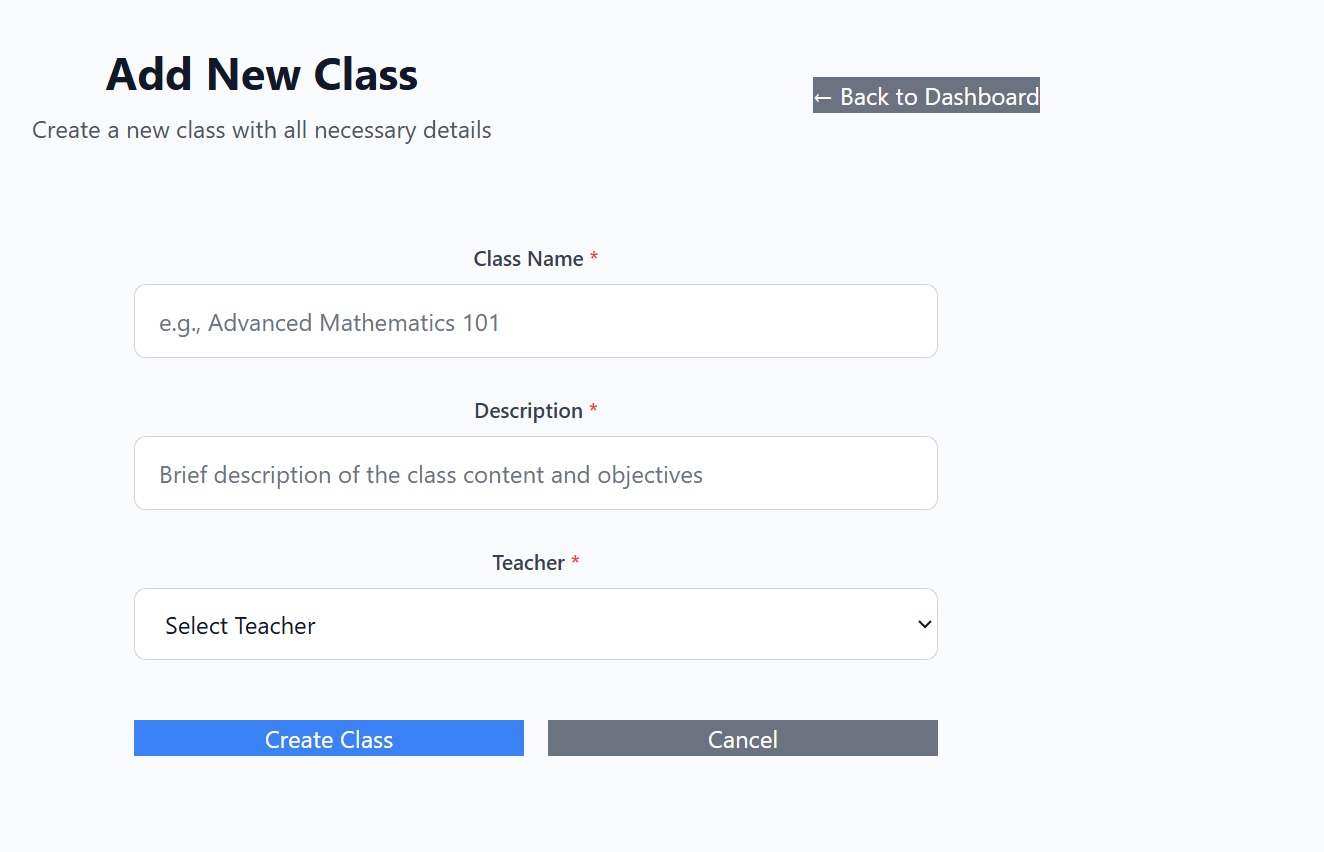 Add New Class
← Back to Dashboard
Create a new class with all necessary details
Class Name *
e.g., Advanced Mathematics 101
Description *
Brief description of the class content and objectives
Teacher *
Select Teacher
Create Class
Cancel